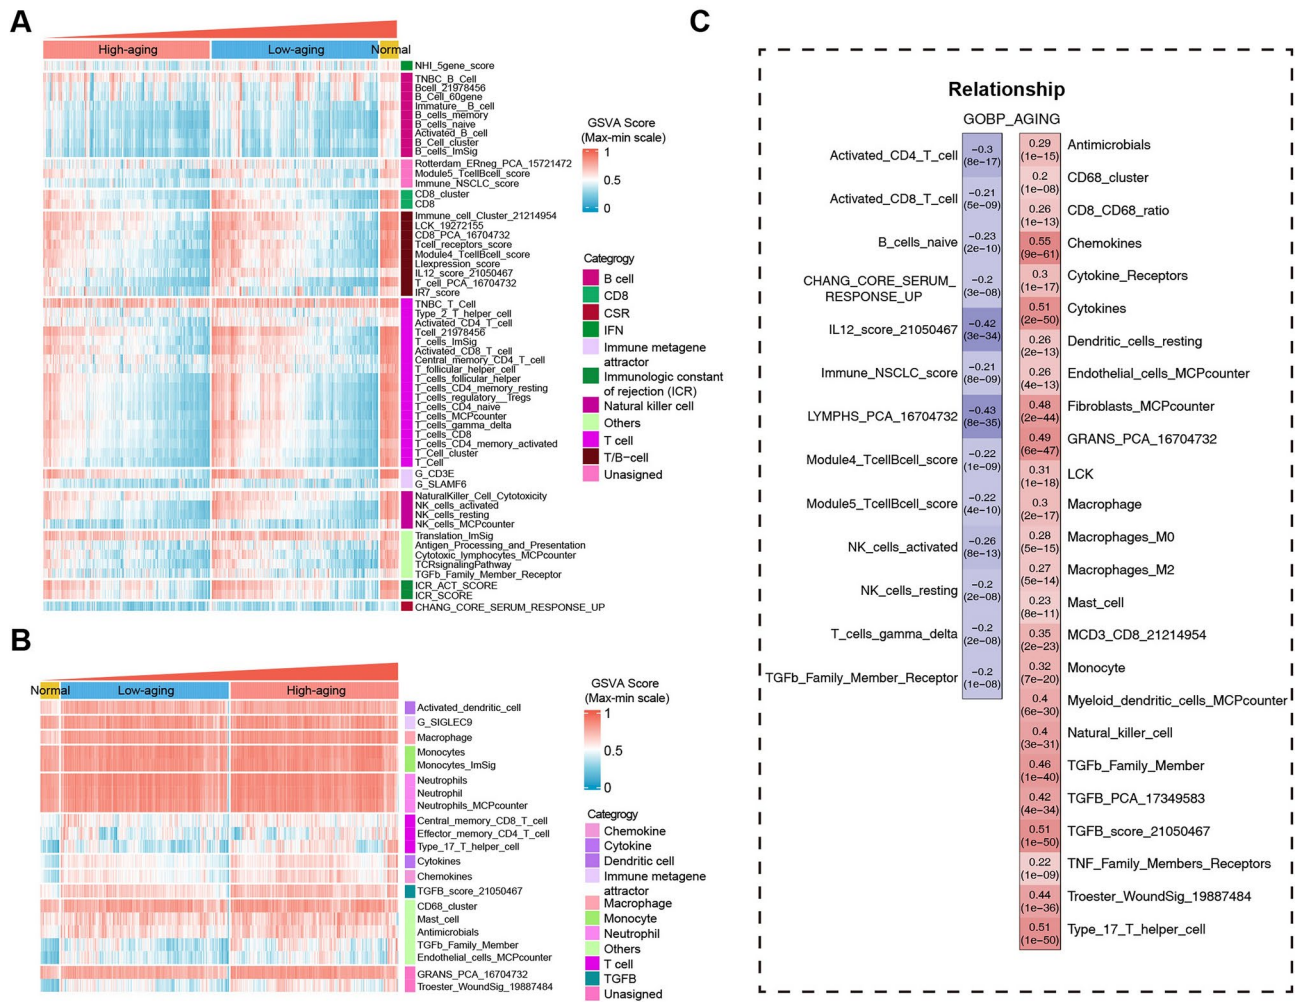 A
High-aging
Low-aging
Normal
NHI_5gene_score
TNBC_B_Cell
Bcell_21978456
B_Cell_60gene
Immature__B_cell
B_cells_memory
B_cells_naive
Activated_B_cell
B_Cell_cluster
B_cells_ImSig
Rotterdam_ERneg_PCA_15721472
Module5_TcellBcell_score
Immune_NSCLC_score
CD8_cluster
CD8
Immune_cell_Cluster_21214954
LCK_19272155
CD8_PCA_16704732
Tcell_receptors_score
Module4_TcellBcell_score
LIexpression_score
IL12_score_21050467
T_cell_PCA_16704732
IR7_score
TNBC_T_Cell
Type_2_T_helper_cell
Activated_CD4_T_cell
Tcell_21978456
T_cells_ImSig
Activated_CD8_T_cell
Central_memory_CD4_T_cell
T_follicular_helper_cell
T_cells_follicular_helper
T_cells_CD4_memory_resting
T_cells_regulatory__Tregs
T_cells_CD4_naive
T_cells_MCPcounter
T_cells_gamma_delta
T_cells_CD8
T_cells_CD4_memory_activated
T_Cell_cluster
T_Cell
G_CD3E
G_SLAMF6
NaturalKiller_Cell_Cytotoxicity
NK_cells_activated
NK_cells_resting
NK_cells_MCPcounter
Translation_ImSig
Antigen_Processing_and_Presentation
Cytotoxic_lymphocytes_MCPcounter
TCRsignalingPathway
TGFb_Family_Member_Receptor
ICR_ACT_SCORE
ICR_SCORE
CHANG_CORE_SERUM_RESPONSE_UP
GSVA Score
(Max-min scale)
1
0.5
0
Categrogy
B cell
CD8
CSR
IFN
Immune metagene
attractor
Immunologic constant
of rejection (ICR)
Natural killer cell
Others
T cell
T/B-cell
Unasigned
B
Normal
Low-aging
High-aging
Activated_dendritic_cell
G_SIGLEC9
Macrophage
Monocytes
Monocytes_ImSig
Neutrophils
Neutrophil
Neutrophils_MCPcounter
Central_memory_CD8_T_cell
Effector_memory_CD4_T_cell
Type_17_T_helper_cell
Cytokines
Chemokines
TGFB_score_21050467
CD68_cluster
Mast_cell
Antimicrobials
TGFb_Family_Member
Endothelial_cells_MCPcounter
GRANS_PCA_16704732
Troester_WoundSig_19887484
GSVA Score
(Max-min scale)
1
0.5
0
Categrogy
Chemokine
Cytokine
Dendritic cell
Immune metagene
attractor
Macrophage
Monocyte
Neutrophil
Others
T cell
TGFB
Unasigned
C
Relationship
GOBP_AGING
Activated_CD4_T_cell
−0.3
(8e−17)
Activated_CD8_T_cell
−0.21
(5e−09)
B_cells_naive
−0.23
(2e−10)
CHANG_CORE_SERUM_
RESPONSE_UP
−0.2
(3e−08)
IL12_score_21050467
−0.42
(3e−34)
Immune_NSCLC_score
−0.21
(8e−09)
LYMPHS_PCA_16704732
−0.43
(8e−35)
Module4_TcellBcell_score
−0.22
(1e−09)
Module5_TcellBcell_score
−0.22
(4e−10)
NK_cells_activated
−0.26
(8e−13)
NK_cells_resting
−0.2
(2e−08)
T_cells_gamma_delta
−0.2
(2e−08)
TGFb_Family_Member_Receptor
−0.2
(1e−08)
0.29
(1e−15)
Antimicrobials
0.2
(1e−08)
CD68_cluster
0.26
(1e−13)
CD8_CD68_ratio
0.55
(9e−61)
Chemokines
0.3
(1e−17)
Cytokine_Receptors
0.51
(2e−50)
Cytokines
0.26
(2e−13)
Dendritic_cells_resting
0.26
(4e−13)
Endothelial_cells_MCPcounter
0.48
(2e−44)
Fibroblasts_MCPcounter
0.49
(6e−47)
GRANS_PCA_16704732
0.31
(1e−18)
LCK
0.3
(2e−17)
Macrophage
0.28
(5e−15)
Macrophages_M0
0.27
(5e−14)
Macrophages_M2
0.23
(8e−11)
Mast_cell
0.35
(2e−23)
MCD3_CD8_21214954
0.32
(7e−20)
Monocyte
0.4
(6e−30)
Myeloid_dendritic_cells_MCPcounter
0.4
(3e−31)
Natural_killer_cell
0.46
(1e−40)
TGFb_Family_Member
0.42
(4e−34)
TGFB_PCA_17349583
0.51
(1e−50)
TGFB_score_21050467
0.22
(1e−09)
TNF_Family_Members_Receptors
0.44
(1e−36)
Troester_WoundSig_19887484
0.51
(1e−50)
Type_17_T_helper_cell